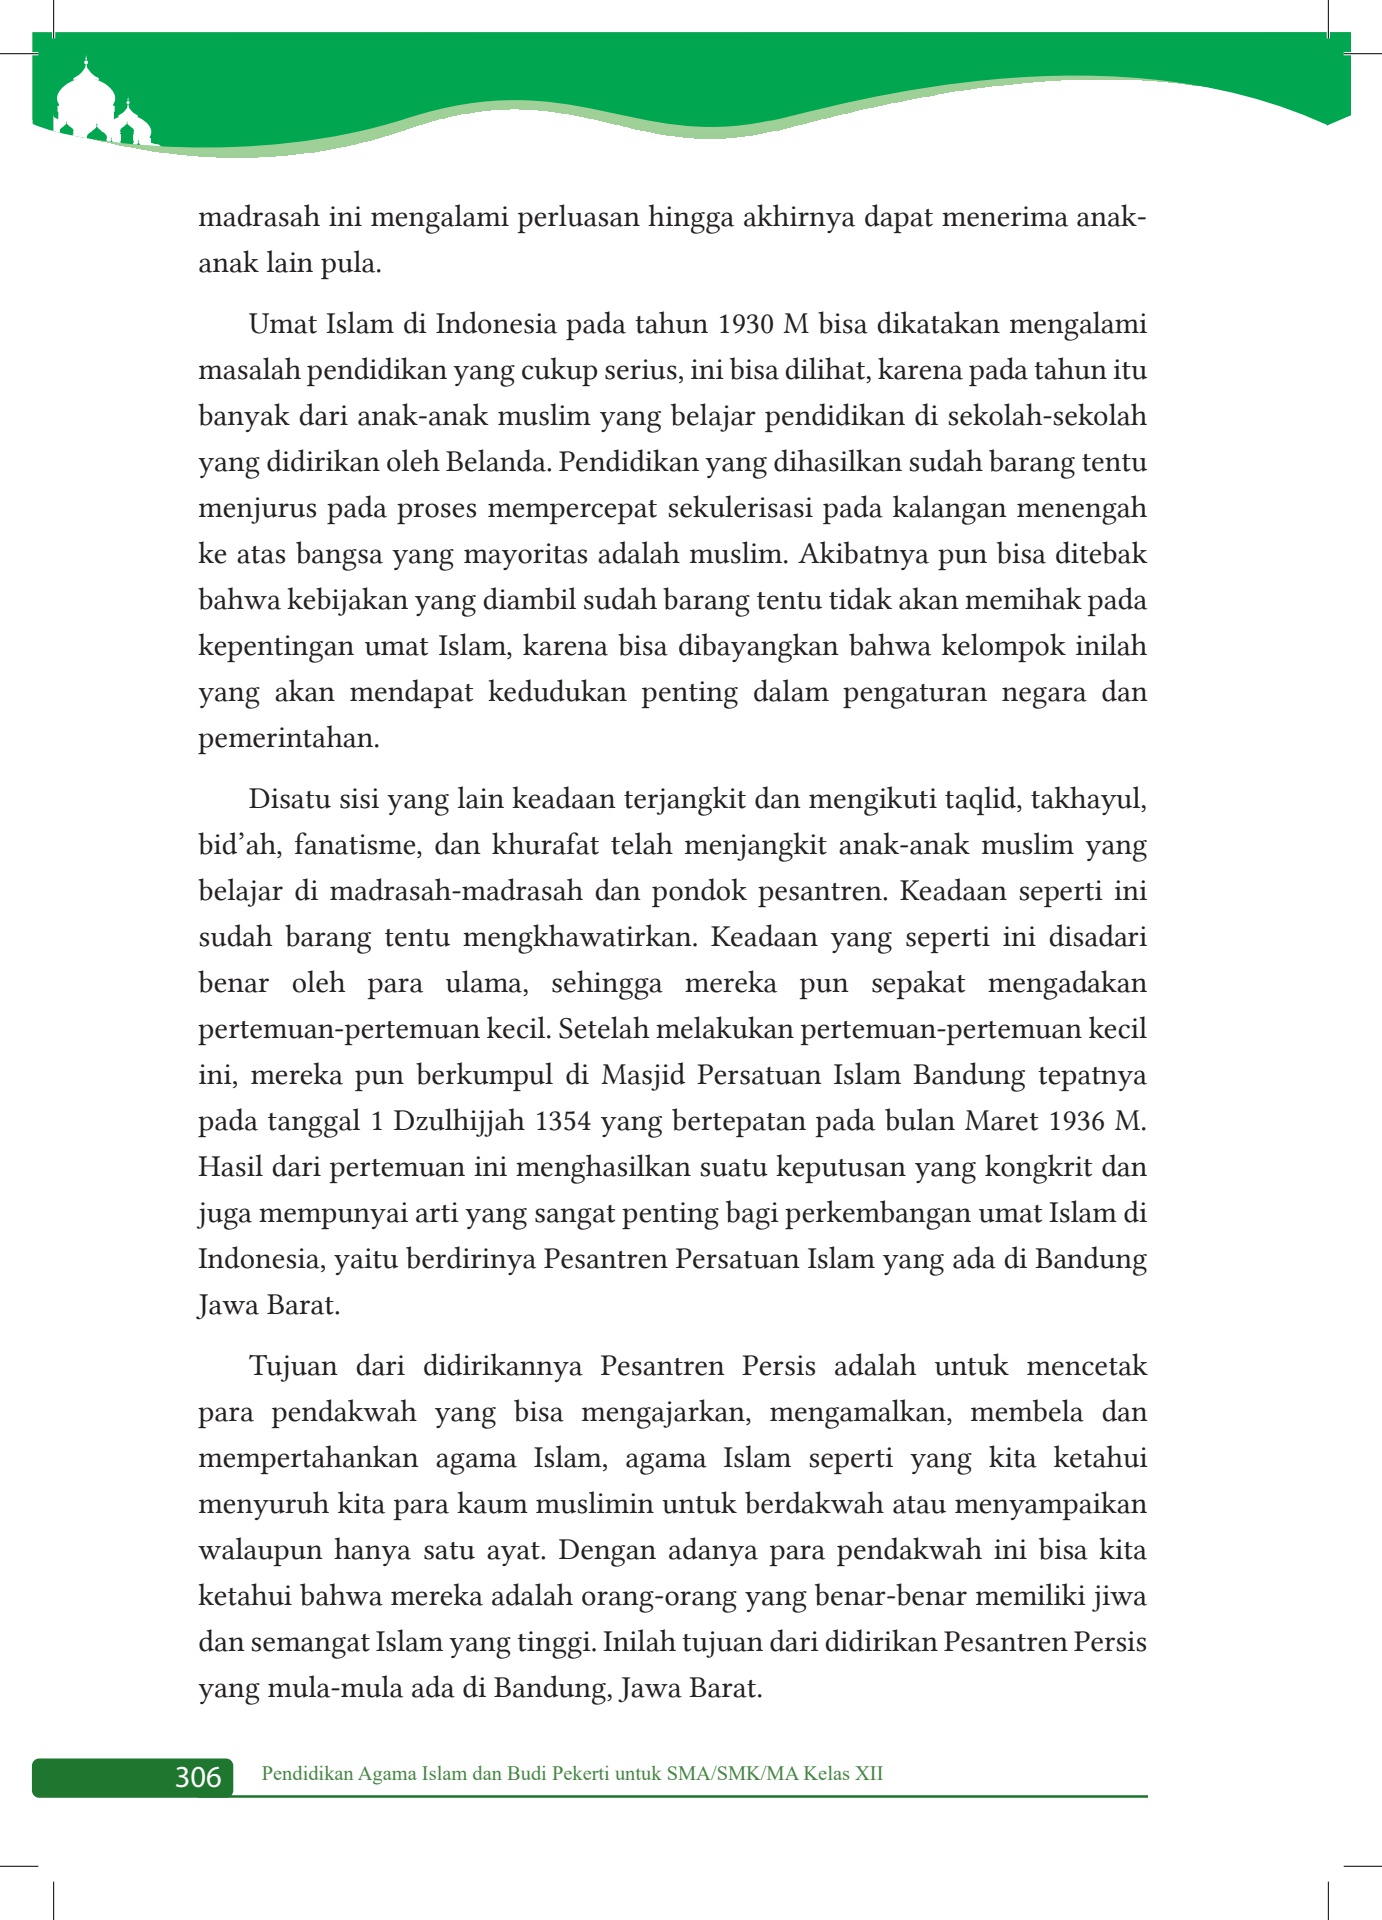 madrasah ini mengalami perluasan hingga akhirnya dapat menerima anak-
anak lain pula.
Umat Islam di Indonesia pada tahun 1930 M bisa dikatakan mengalami
masalah pendidikan yang cukup serius, ini bisa dilihat, karena pada tahun itu
banyak dari anak-anak muslim yang belajar pendidikan di sekolah-sekolah
yang didirikan oleh Belanda. Pendidikan yang dihasilkan sudah barang tentu
menjurus pada proses mempercepat sekulerisasi pada kalangan menengah
ke atas bangsa yang mayoritas adalah muslim. Akibatnya pun bisa ditebak
bahwa kebijakan yang diambil sudah barang tentu tidak akan memihak pada
kepentingan umat Islam, karena bisa dibayangkan bahwa kelompok inilah
yang akan mendapat kedudukan penting dalam pengaturan negara dan
pemerintahan.
Disatu sisi yang lain keadaan terjangkit dan mengikuti taqlid, takhayul,
bid’ah, fanatisme, dan khurafat telah menjangkit anak-anak muslim yang
belajar di madrasah-madrasah dan pondok pesantren. Keadaan seperti ini
sudah barang tentu mengkhawatirkan. Keadaan yang seperti ini disadari
benar oleh para ulama, sehingga mereka pun sepakat mengadakan
pertemuan-pertemuan kecil. Setelah melakukan pertemuan-pertemuan kecil
ini, mereka pun berkumpul di Masjid Persatuan Islam Bandung tepatnya
pada tanggal 1 Dzulhijjah 1354 yang bertepatan pada bulan Maret 1936 M.
Hasil dari pertemuan ini menghasilkan suatu keputusan yang kongkrit dan
juga mempunyai arti yang sangat penting bagi perkembangan umat Islam di
Indonesia, yaitu berdirinya Pesantren Persatuan Islam yang ada di Bandung
Jawa Barat.
Tujuan dari didirikannya Pesantren Persis adalah untuk mencetak
para pendakwah yang bisa mengajarkan, mengamalkan, membela dan
mempertahankan agama Islam, agama Islam seperti yang kita ketahui
menyuruh kita para kaum muslimin untuk berdakwah atau menyampaikan
walaupun hanya satu ayat. Dengan adanya para pendakwah ini bisa kita
ketahui bahwa mereka adalah orang-orang yang benar-benar memiliki jiwa
dan semangat Islam yang tinggi. Inilah tujuan dari didirikan Pesantren Persis
yang mula-mula ada di Bandung, Jawa Barat.
306 Pendidikan Agama Islam dan Budi Pekerti untuk SMA/SMK/MA Kelas XII